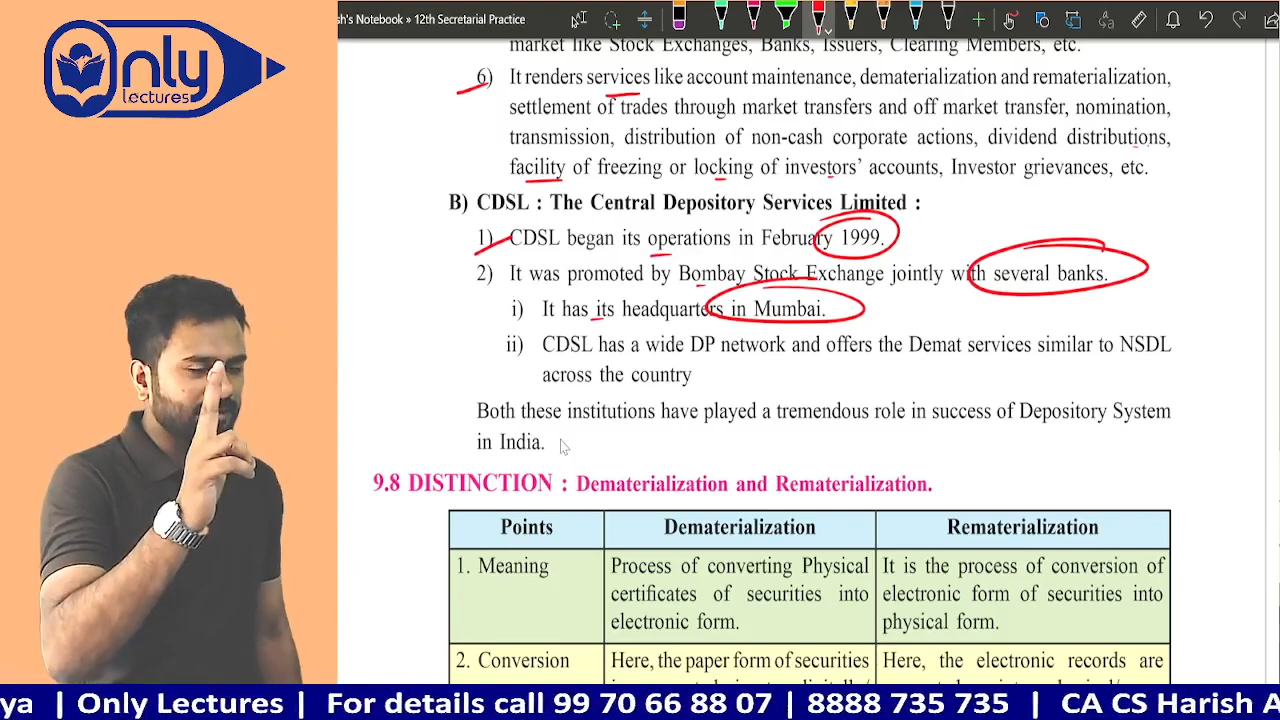 Only
lectures
sh's Notebook » 12th Secretarial Practice
market like Stock Exchanges, Banks, Issuers, Clearing Members, etc.
6) It renders services like account maintenance, dematerialization and rematerialization,
settlement of trades through market transfers and off market transfer, nomination,
transmission, distribution of non-cash corporate actions, dividend distributions,
facility of freezing or locking of investors’ accounts, Investor grievances, etc.
B) CDSL : The Central Depository Services Limited :
1) CDSL began its operations in February 1999.
2) It was promoted by Bombay Stock Exchange jointly with several banks.
i) It has its headquarters in Mumbai.
ii) CDSL has a wide DP network and offers the Demat services similar to NSDL
across the country
Both these institutions have played a tremendous role in success of Depository System
in India.
9.8 DISTINCTION : Dematerialization and Rematerialization.
Points Dematerialization Rematerialization
1. Meaning Process of converting Physical It is the process of conversion of
certificates of securities into electronic form of securities into
electronic form. physical form.
2. Conversion Here, the paper form of securities Here, the electronic records are
ya | Only Lectures | For details call 99 70 66 88 07 | 8888 735 735 | CA CS Harish A